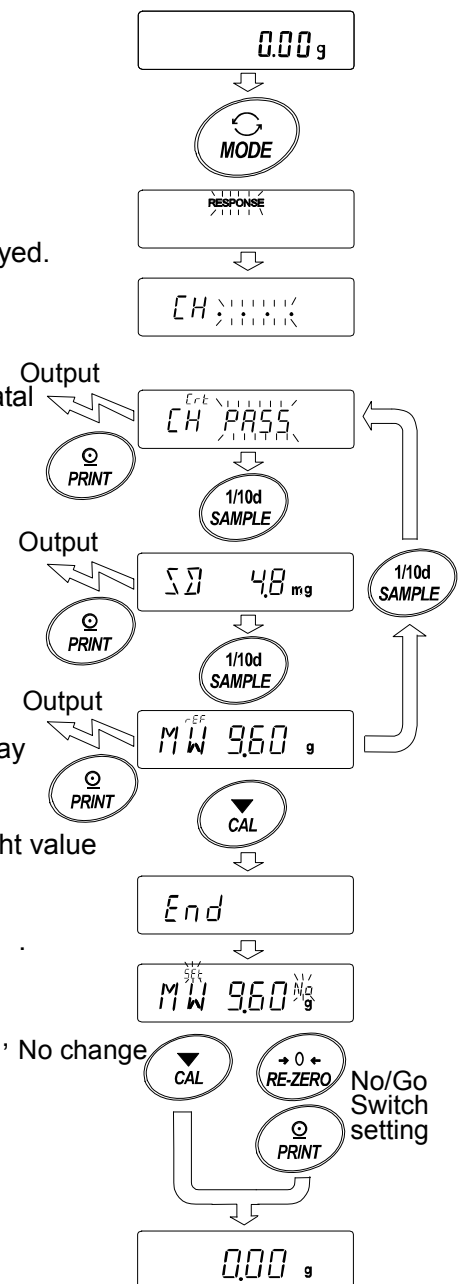 0.00 g
MODE
RESPONSE
yed.
CH
Output
atal
Ert
CH PASS
PRINT
1/10d
SAMPLE
Output
SD 4.8 mg
PRINT
1/10d
SAMPLE
1/10d
SAMPLE
Output
rEF
MW 9.60 g
ay
PRINT
CAL
ht value
End
.
SEt
MW 9.60 g
, No change
CAL
→ 0 ←
RE-ZERO
No/Go
Switch
setting
PRINT
0.00 g